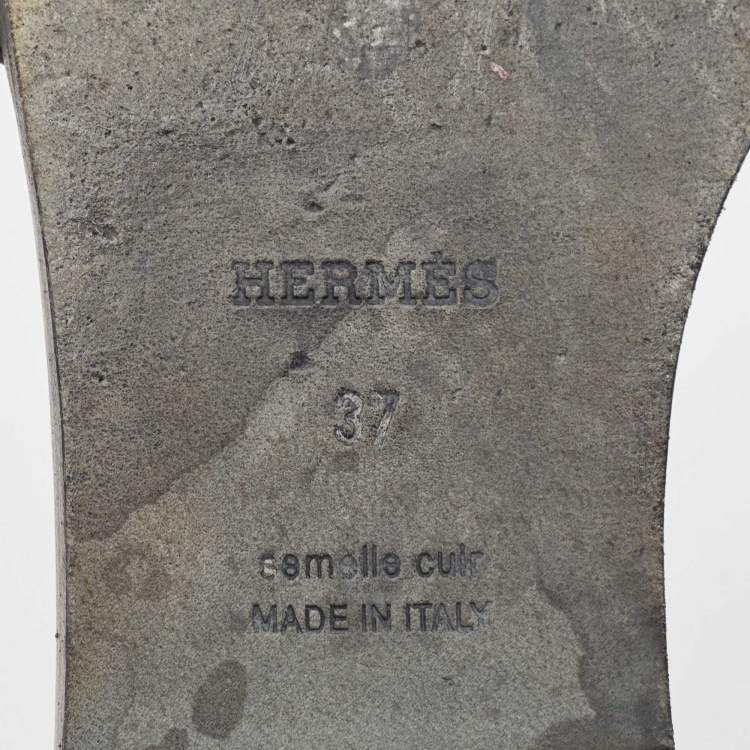 HERMÈS
37
semelle cuir
MADE IN ITALY